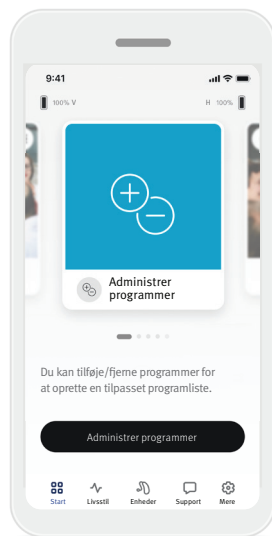 9:41
100% V
H 100%
Administrer
programmer
Du kan tilføje/fjerne programmer for
at oprette en tilpasset programliste.
Administrer programmer
Start Livsstil Enheder Support Mere